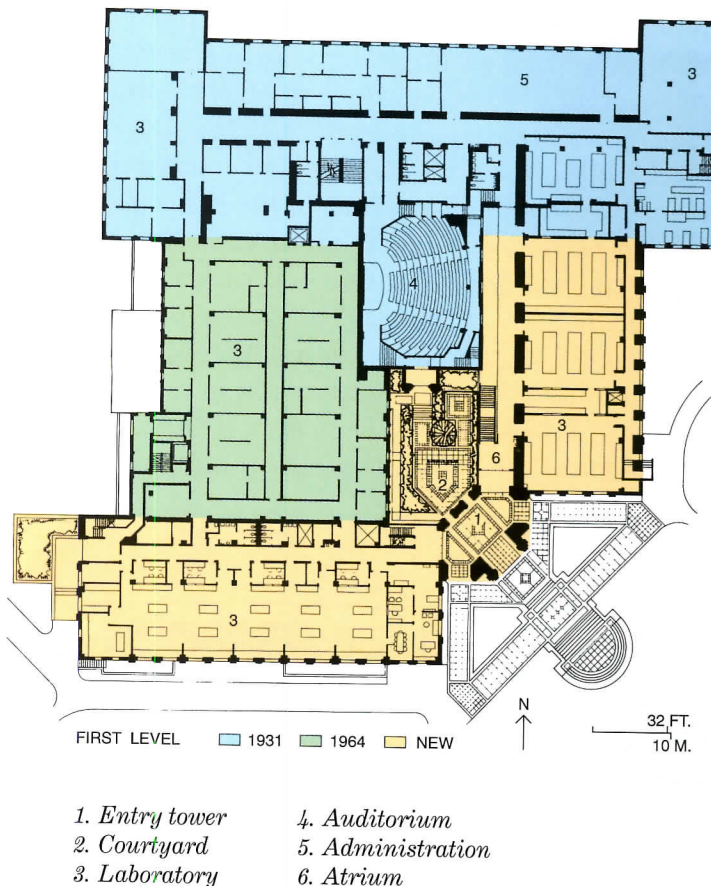 5
3
3
4
3
3
6
2
1
3
N
FIRST LEVEL 1931 1964 NEW
32 FT.
10 M.
1. Entry tower
2. Courtyard
3. Laboratory
4. Auditorium
5. Administration
6. Atrium